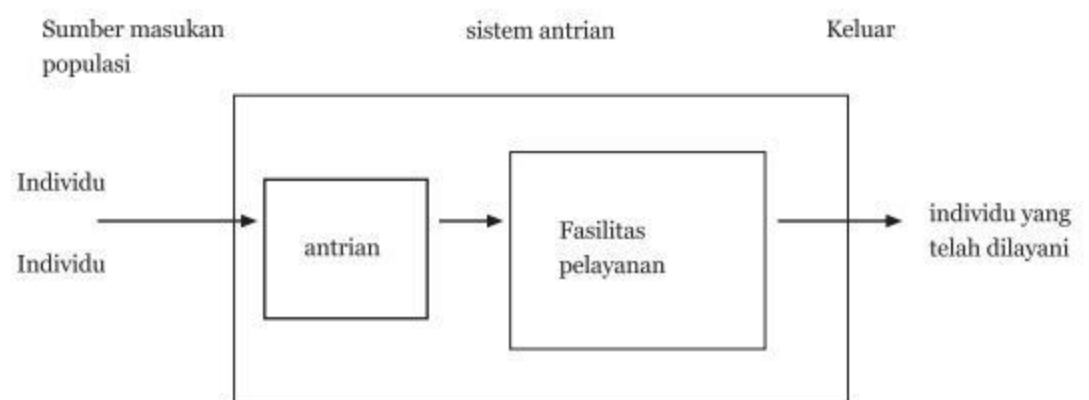 Sumber masukan
populasi
sistem antrian
Keluar
Individu
Individu
antrian
Fasilitas
pelayanan
individu yang
telah dilayani